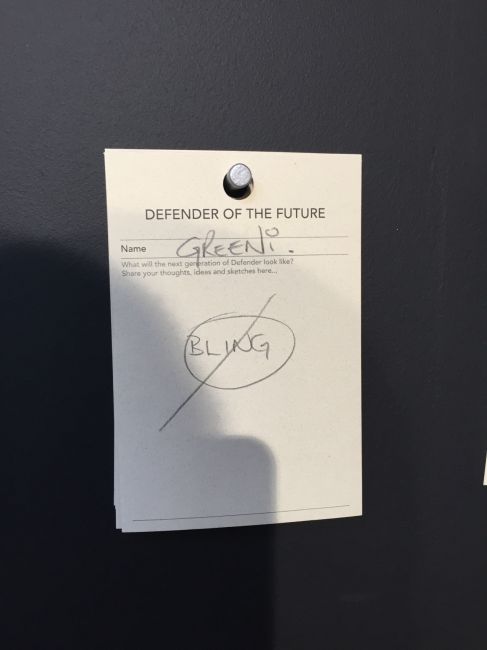 DEFENDER OF THE FUTURE
Name GREENi.
What will the next generation of Defender look like?
Share your thoughts, ideas and sketches here...
BLING